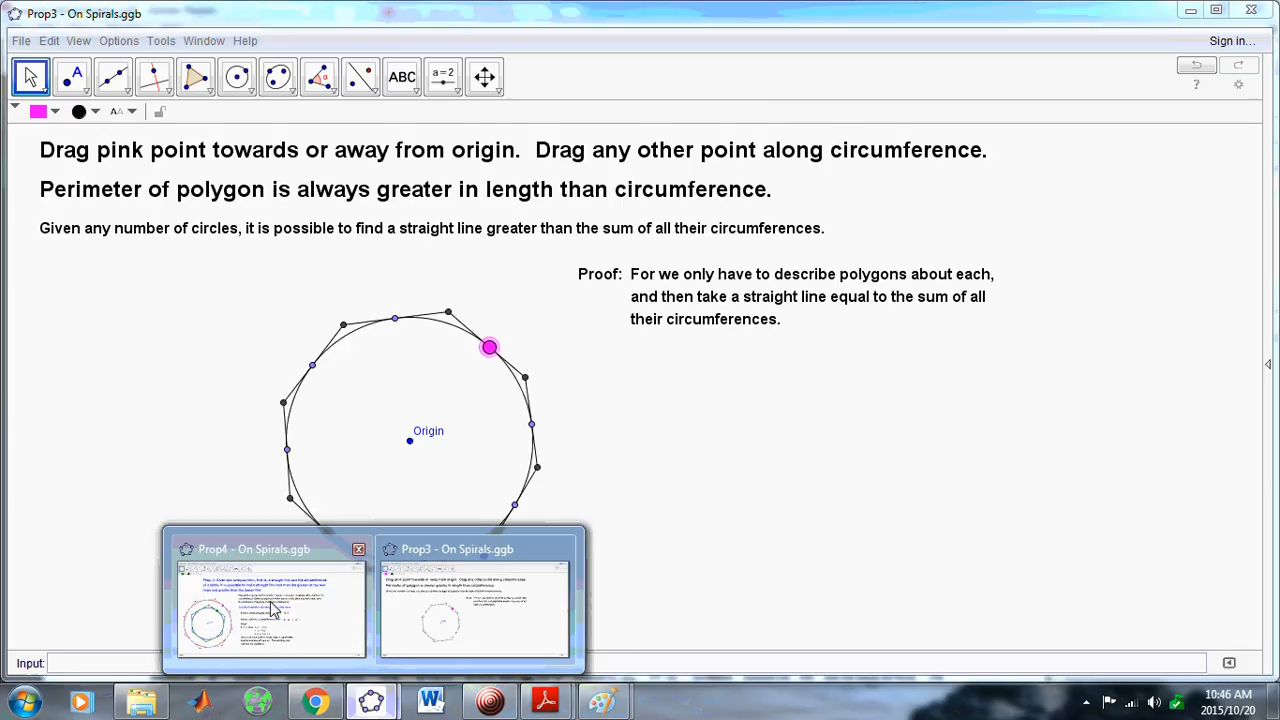 Prop3 - On Spirals.ggb
File Edit View Options Tools Window Help
Sign in...
A
α
ABC
a=2
AA
?
Drag pink point towards or away from origin. Drag any other point along circumference.
Perimeter of polygon is always greater in length than circumference.
Given any number of circles, it is possible to find a straight line greater than the sum of all their circumferences.
Proof: For we only have to describe polygons about each,
and then take a straight line equal to the sum of all
their circumferences.
Origin
Prop4 - On Spirals.ggb
Prop3 - On Spirals.ggb
Input:
W
10:46 AM
2015/10/20